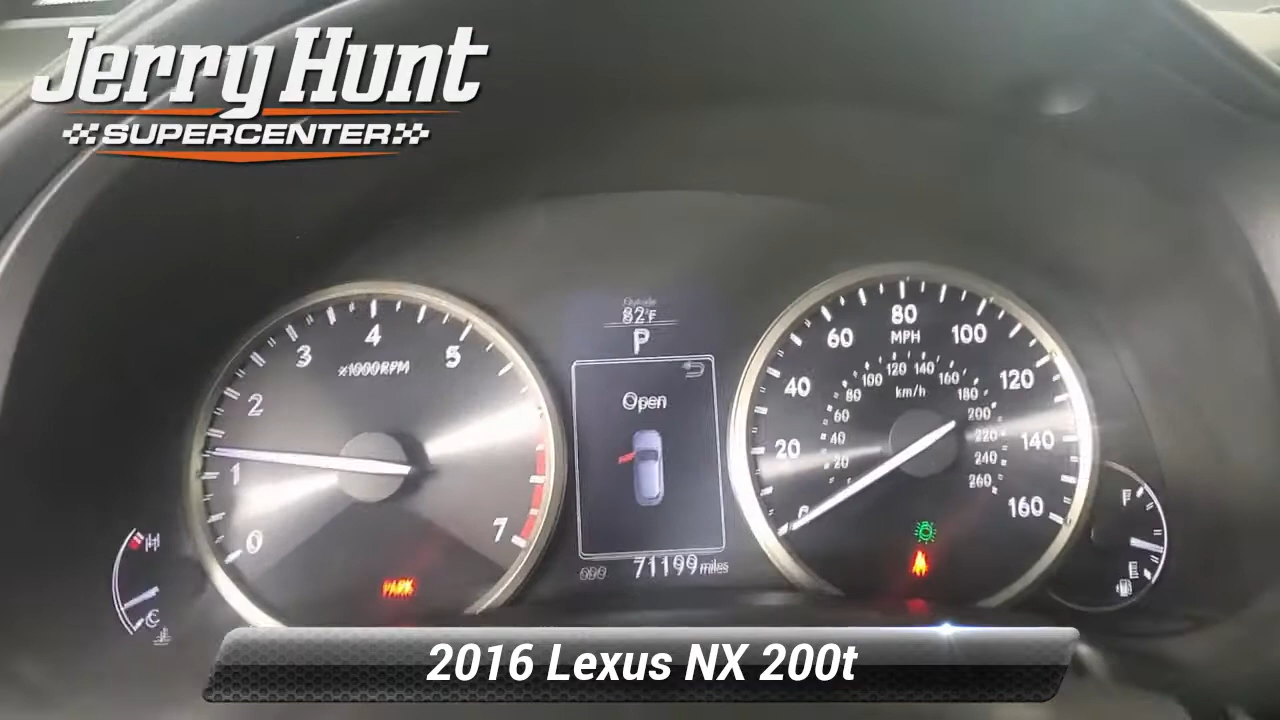 Jerry Hunt
SUPERCENTER
Outside
82°F
P
Open
ODO 71199 miles
0 1 2 3 4 5 7
x1000RPM
PARK
20 40 60 80 100 120 140 160
MPH
20 40 60 80 100 120 140 160 180 200 220 240 260
km/h
H
C
F
E
2016 Lexus NX 200t